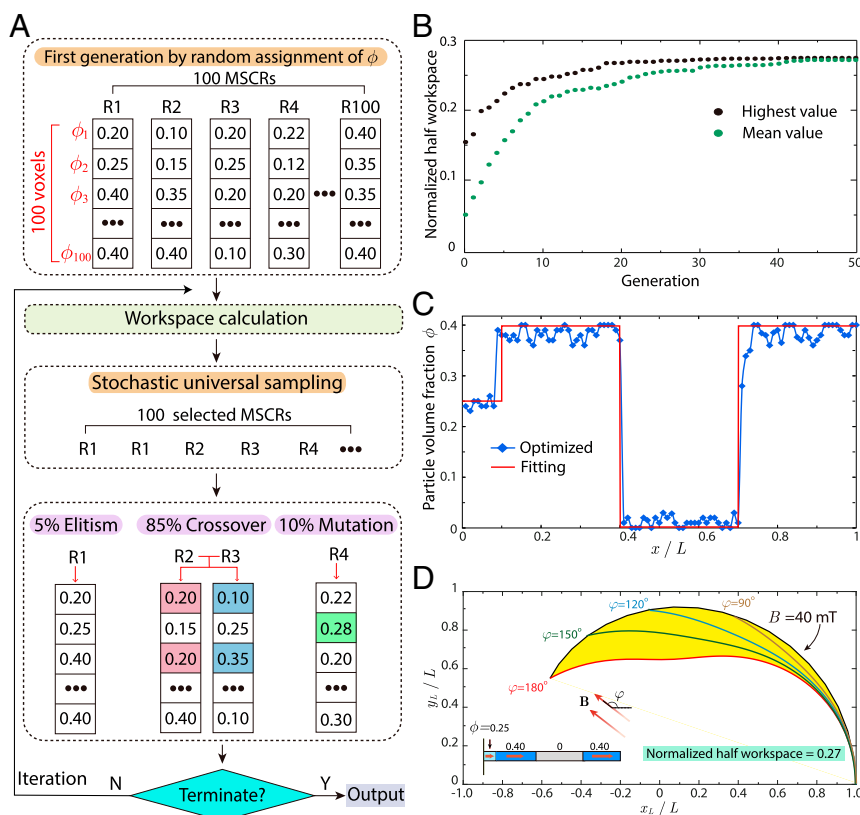 A
First generation by random assignment of ϕ
100 MSCRs
R1 R2 R3 R4 R100
100 voxels
ϕ1 0.20 0.10 0.20 0.22 0.40
ϕ2 0.25 0.15 0.25 0.12 0.35
ϕ3 0.40 0.35 0.20 0.20 ••• 0.35
••• ••• ••• ••• •••
ϕ100 0.40 0.40 0.10 0.30 0.40
Workspace calculation
Stochastic universal sampling
100 selected MSCRs
R1 R1 R2 R3 R4 •••
5% Elitism 85% Crossover 10% Mutation
R1 R2 R3 R4
0.20 0.20 0.10 0.22
0.25 0.15 0.25 0.28
0.40 0.20 0.35 0.20
••• ••• ••• •••
0.40 0.40 0.10 0.30
Iteration N Terminate? Y Output
B
Normalized half workspace
0.3
0.2
0.1
0
Highest value
Mean value
0 10 20 30 40 50
Generation
C
Particle volume fraction ϕ
0.4
0.3
0.2
0.1
0
Optimized
Fitting
0 0.2 0.4 0.6 0.8 1
x / L
D
yL / L
1
0.8
0.6
0.4
0.2
0
φ=120°
φ=90°
B=40 mT
φ=150°
φ=180°
φ
B
ϕ=0.25
0.40 0 0.40
Normalized half workspace = 0.27
-1.0 -0.8 -0.6 -0.4 -0.2 0 0.2 0.4 0.6 0.8 1.0
xL / L